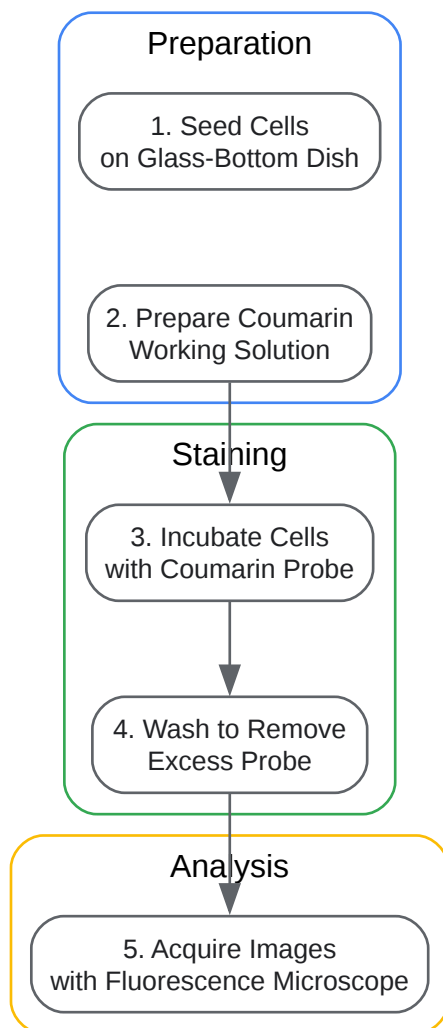 Preparation
1. Seed Cells
on Glass-Bottom Dish
2. Prepare Coumarin
Working Solution
Staining
3. Incubate Cells
with Coumarin Probe
4. Wash to Remove
Excess Probe
Analysis
5. Acquire Images
with Fluorescence Microscope